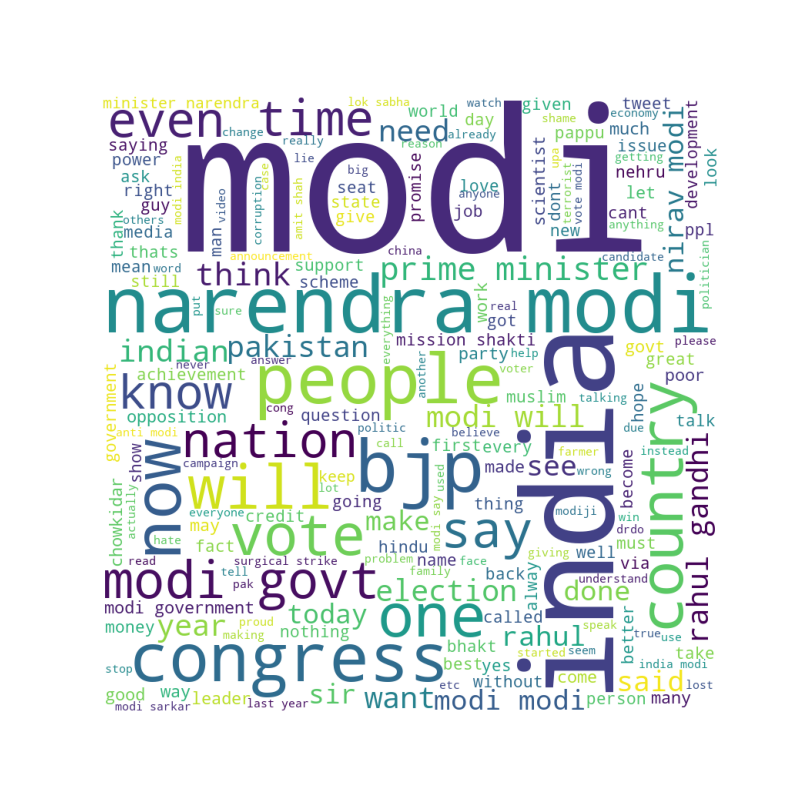 minister narendra
lok sabha
watch
given
tweet
economy
even time
modi
need
world
day
change
really
already
shame
pappu
much
saying
power
ask
right
guy
others
media
thank
thats
mean
word
still
modi india
man
video
lie
case
corruption
big
seat
state
give
amit shah
promise
reason
love
anyone
job
upa
scientist
dont
new
terrorist
vote modi
getting
issue
nehru
let
cant
anything
ppl
nirav modi
development
look
politician
candidate
announcement
china
think
support
scheme
prime minister
put
sure
narendra modi
everything
work
real
got
indian
pakistan
mission shakti
party
help
govt
please
great
poor
achievement
never
answer
people
another
voter
muslim
talking
hope
due
know
opposition
cong
question
modi will
talk
government
anti modi
nation
politic
call
believe
first
every
farmer
instead
show
now
campaign
bjp
made
see
wrong
become
india
country
rahul gandhi
chowkidar
actually
will
keep
lot
going
used
modi say
thing
modiji
win
drdo
everyone
credit
may
vote
make
say
giving
well
must
hate
fact
hindu
problem
name
face
back
via
read
surgical strike
modi govt
tell
pak
family
election
alway
understand
done
modi government
today
one
called
money
year
proud
making
nothing
rahul
speak
true
use
better
stop
congress
bhakt
best
yes
started
seem
take
without
come
said
india modi
lost
good
way
leader
sir
want
etc
modi modi
person
many
modi sarkar
last year